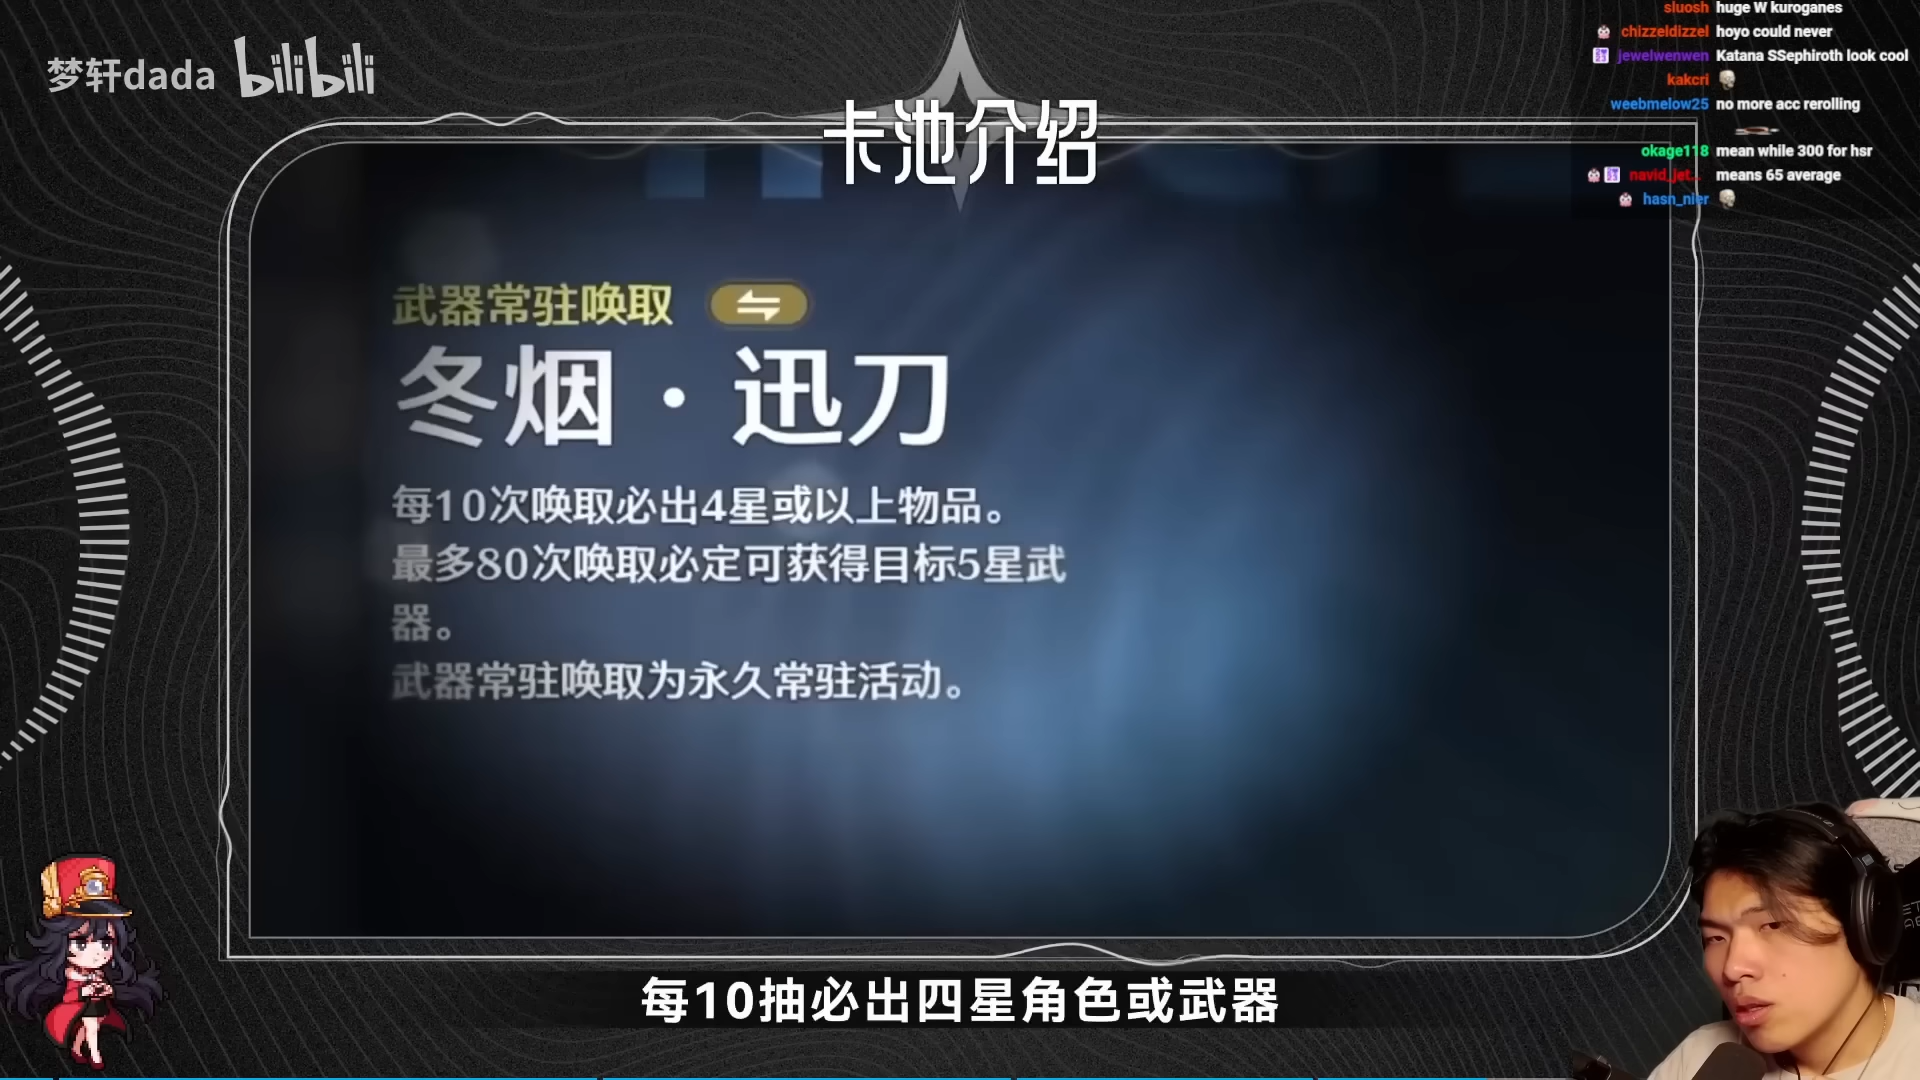 梦轩dada bilibili
卡池介绍
sluosh huge W kuroganes
chizzeldizzel hoyo could never
jewelwenwen Katana SSephiroth look cool
kakcri
weebmelow25 no more acc rerolling
okage118 mean while 300 for hsr
navid_jet... means 65 average
hasn_nier
武器常驻唤取
冬烟·迅刀
每10次唤取必出4星或以上物品。
最多80次唤取必定可获得目标5星武
器。
武器常驻唤取为永久常驻活动。
每10抽必出四星角色或武器